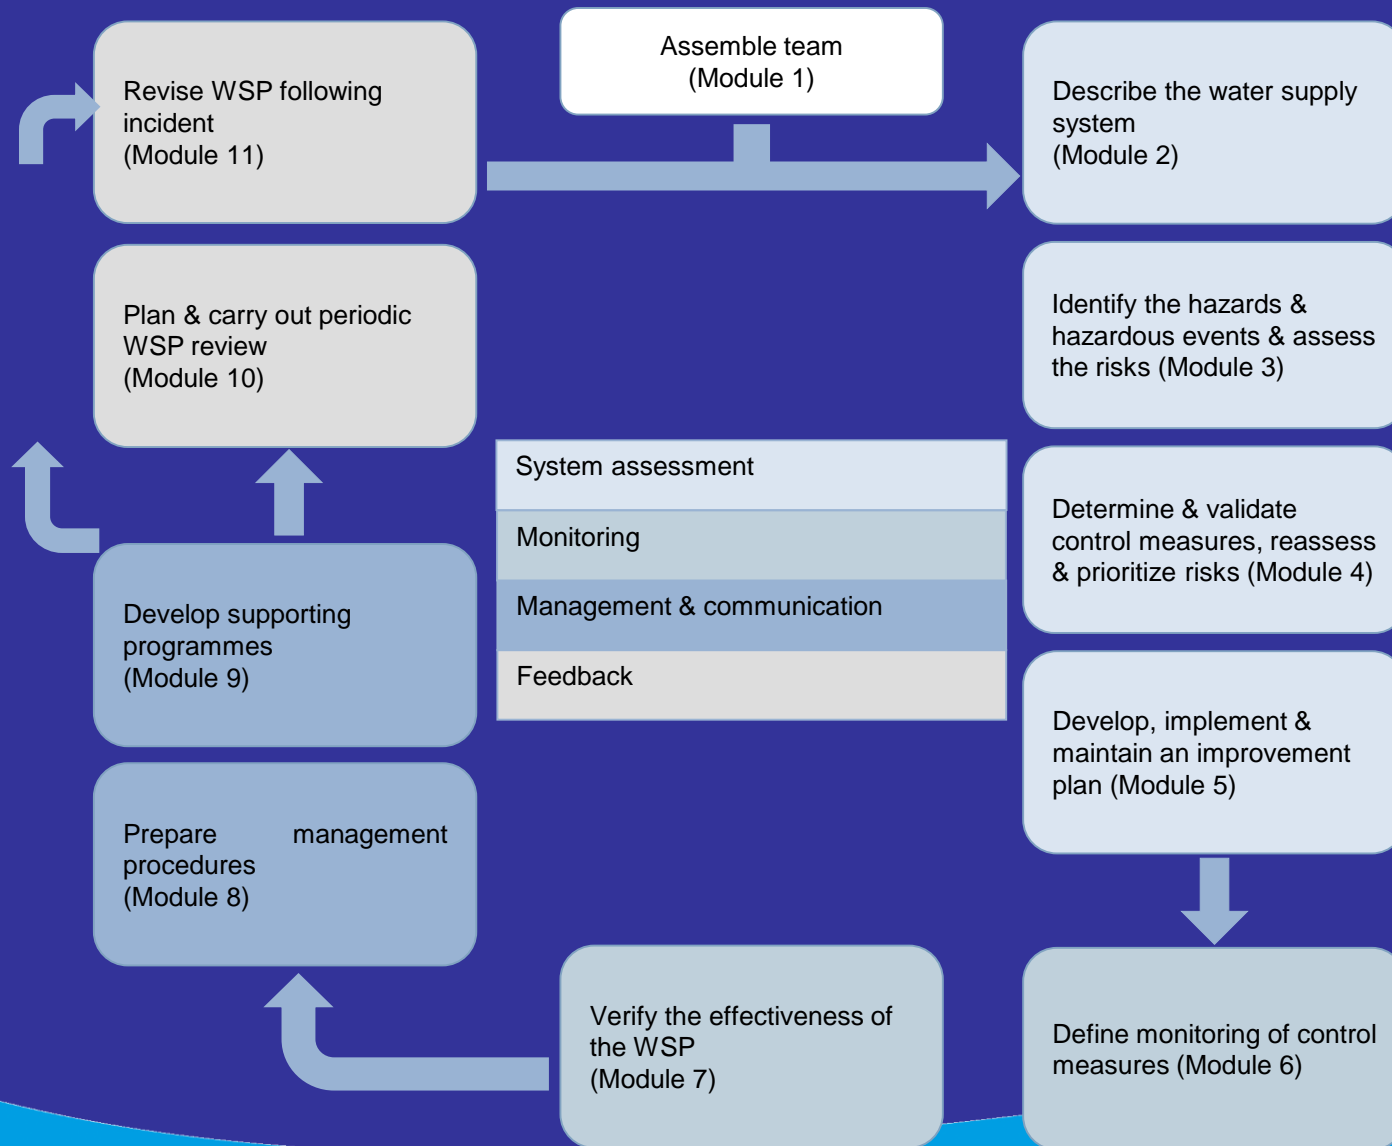 Assemble team
(Module 1)
Revise WSP following
incident
(Module 11)
Describe the water supply
system
(Module 2)
Plan & carry out periodic
WSP review
(Module 10)
Identify the hazards &
hazardous events & assess
the risks (Module 3)
System assessment
Monitoring
Management & communication
Feedback
Determine & validate
control measures, reassess
& prioritize risks (Module 4)
Develop supporting
programmes
(Module 9)
Develop, implement &
maintain an improvement
plan (Module 5)
Prepare management
procedures
(Module 8)
Verify the effectiveness of
the WSP
(Module 7)
Define monitoring of control
measures (Module 6)